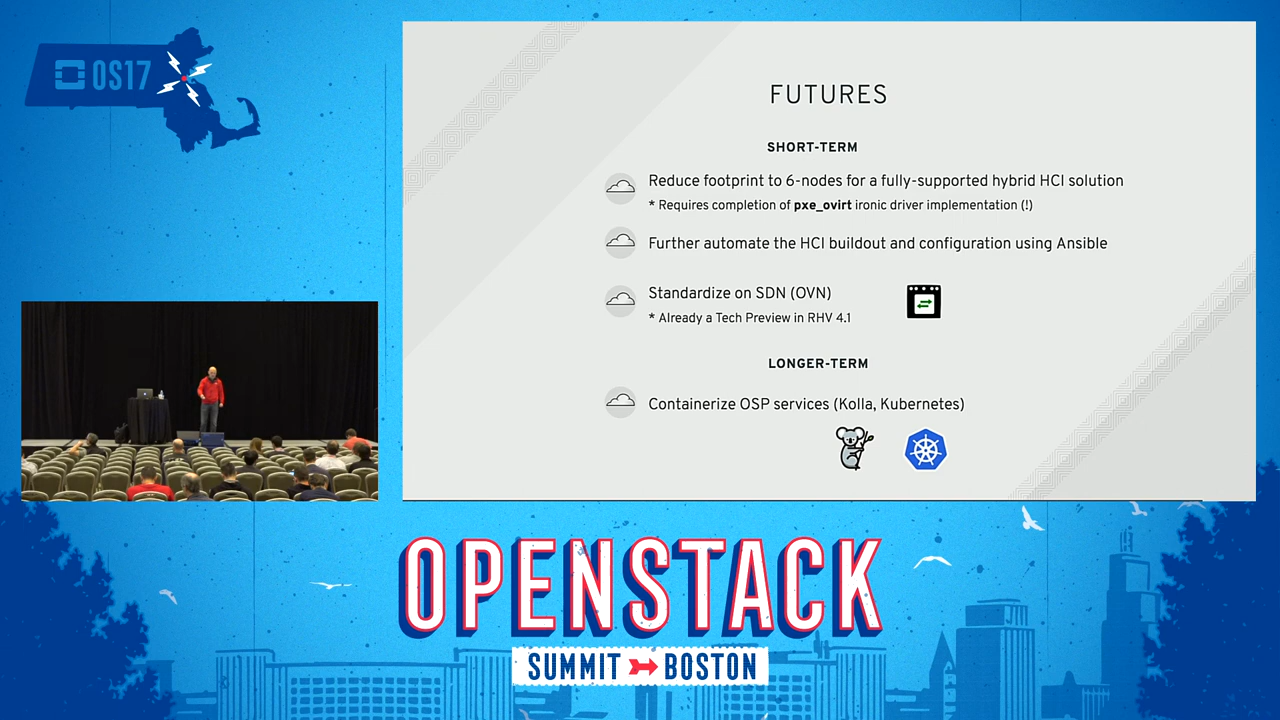 OS17
FUTURES
SHORT-TERM
Reduce footprint to 6-nodes for a fully-supported hybrid HCI solution
* Requires completion of pxe_ovirt ironic driver implementation (!)
Further automate the HCI buildout and configuration using Ansible
Standardize on SDN (OVN)
* Already a Tech Preview in RHV 4.1
LONGER-TERM
Containerize OSP services (Kolla, Kubernetes)
OPENSTACK
SUMMIT BOSTON